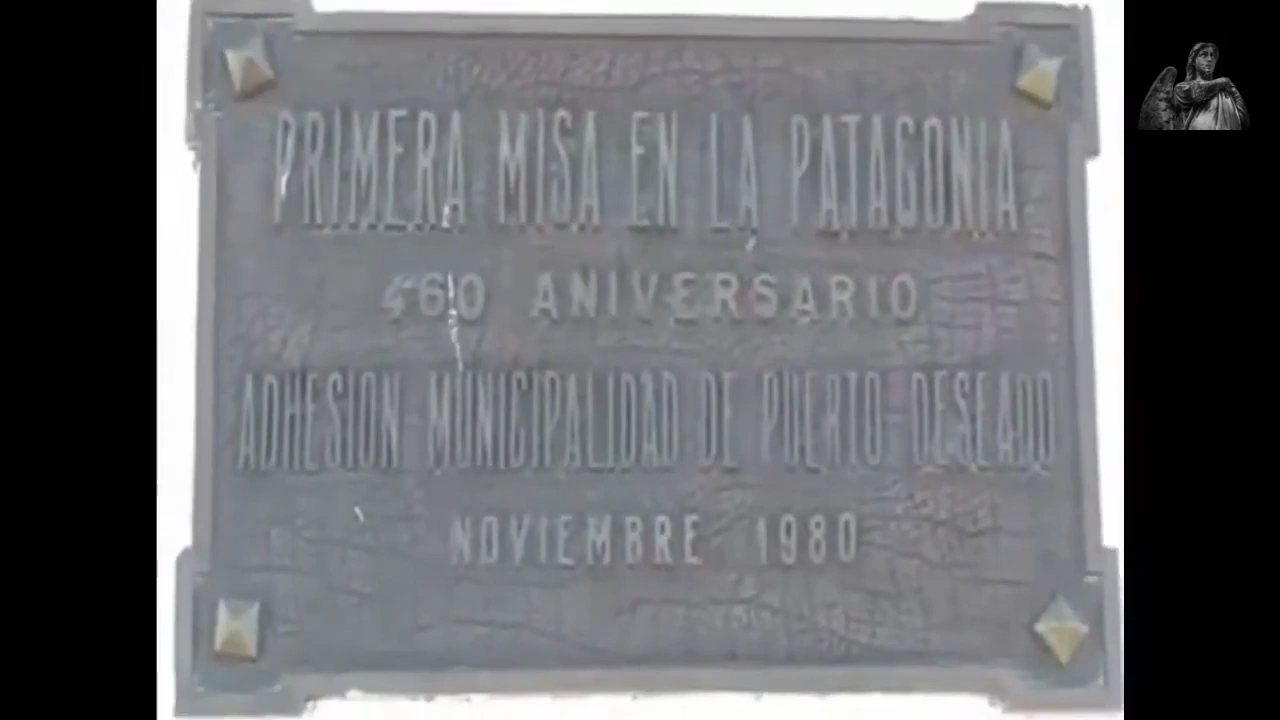 PRIMERA MISA EN LA PATAGONIA
460 ANIVERSARIO
ADHESION-MUNICIPALIDAD DE PUERTO-DESEADO
NOVIEMBRE 1980